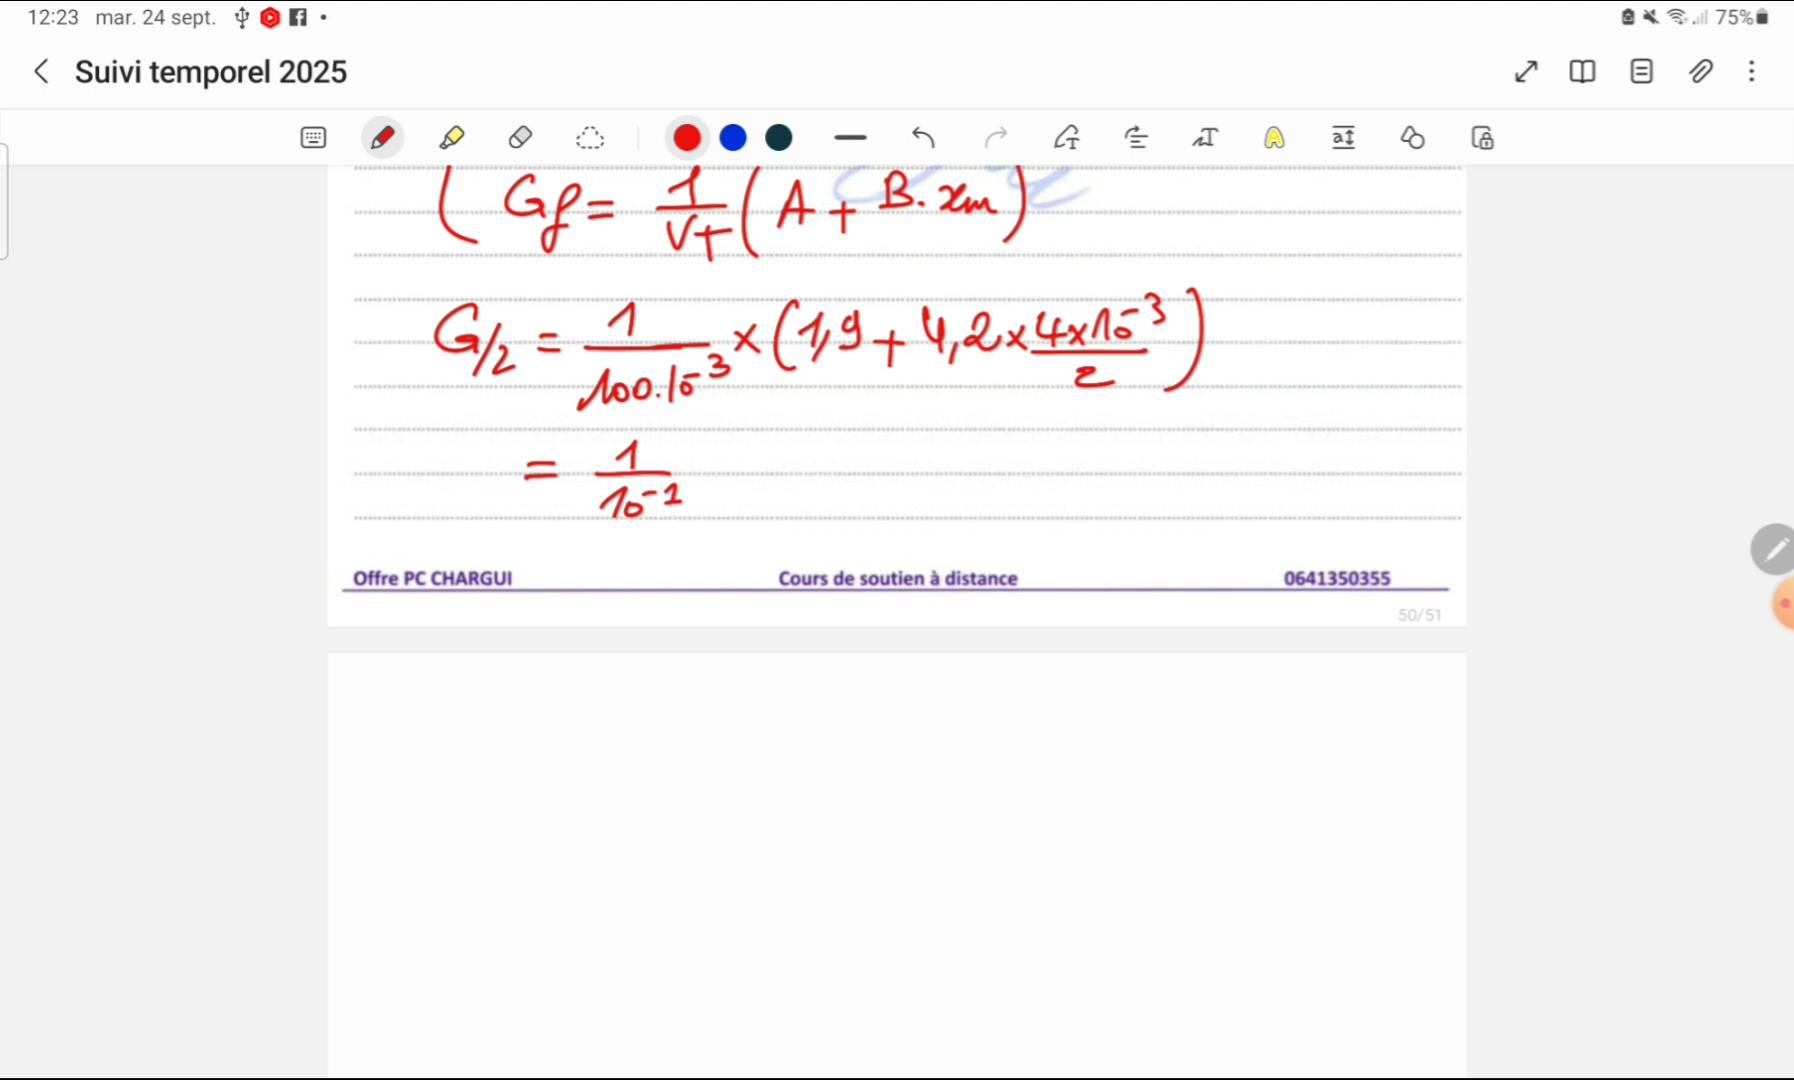 12:23 mar. 24 sept. 75%
Suivi temporel 2025
( Gf = 1/VT ( A + B. xm )
G/2 = 1/100.10⁻³ × ( 1,9 + 4,2 × 4×10⁻³/2 )
= 1/10⁻¹
Offre PC CHARGUI Cours de soutien à distance 0641350355
50/51